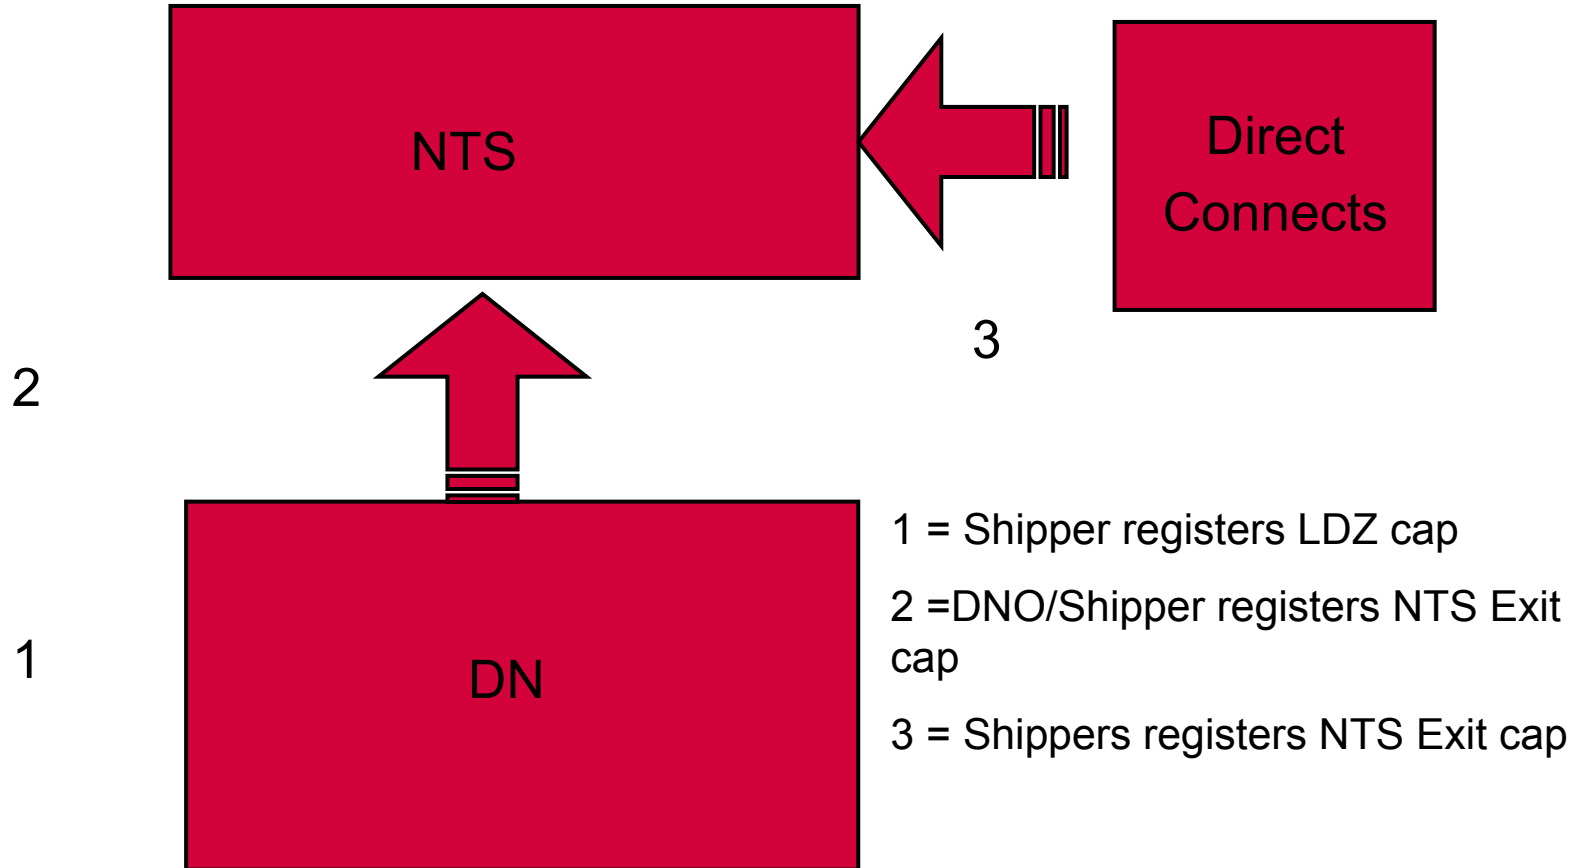 NTS
Direct
Connects
3
2
1 = Shipper registers LDZ cap
2 =DNO/Shipper registers NTS Exit
cap
1
DN
3 = Shippers registers NTS Exit cap